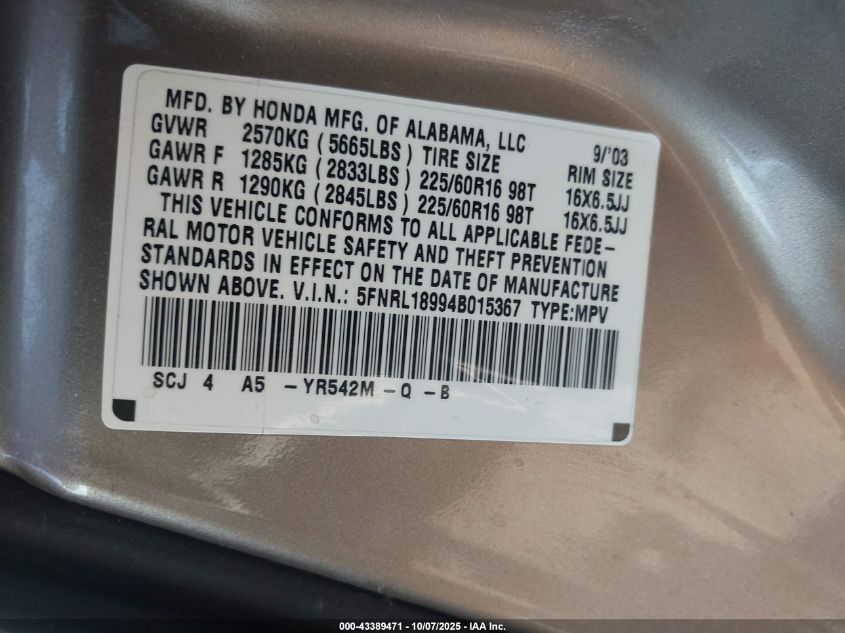 MFD. BY HONDA MFG. OF ALABAMA, LLC 9/'03
GVWR 2570KG ( 5665LBS ) TIRE SIZE RIM SIZE
GAWR F 1285KG ( 2833LBS ) 225/60R16 98T 16X6.5JJ
GAWR R 1290KG ( 2845LBS ) 225/60R16 98T 16X6.5JJ
THIS VEHICLE CONFORMS TO ALL APPLICABLE FEDE-
RAL MOTOR VEHICLE SAFETY AND THEFT PREVENTION
STANDARDS IN EFFECT ON THE DATE OF MANUFACTURE
SHOWN ABOVE. V.I.N.: 5FNRL18994B015367 TYPE:MPV
SCJ 4 A5 -YR542M -Q -B
000-43389471 | 10/07/2025 - IAA Inc.